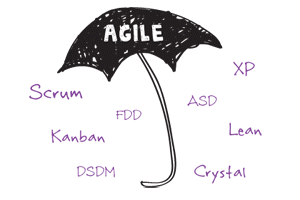 AGILE
XP
Scrum
ASD
FDD
Kanban
Lean
DSDM
Crystal